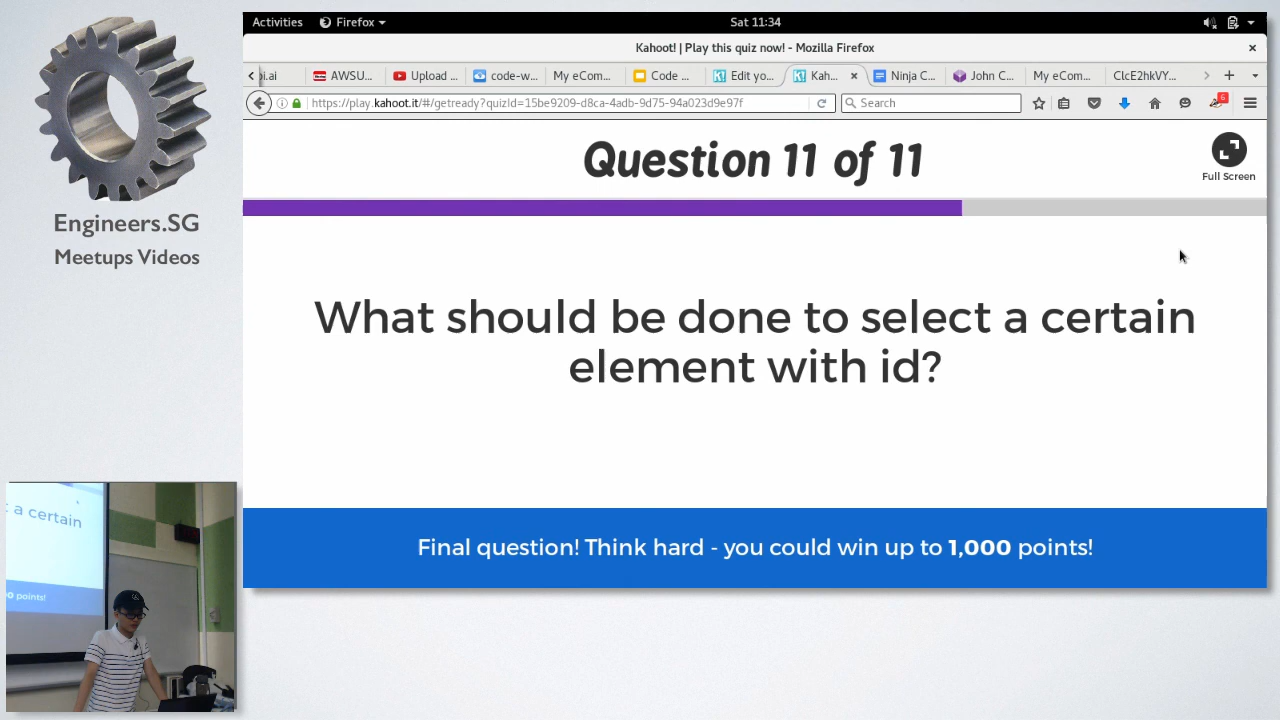 Activities Firefox Sat 11:34
Kahoot! | Play this quiz now! - Mozilla Firefox
AWSU... Upload ... code-w... My eCom... Code ... Edit yo... Kah... Ninja C... John C... My eCom... ClcE2hkVY...
https://play.kahoot.it/#/getready?quizId=15be9209-d8ca-4adb-9d75-94a023d9e97f Search 6
Question 11 of 11
Full Screen
What should be done to select a certain
element with id?
Final question! Think hard - you could win up to 1,000 points!
Engineers.SG
Meetups Videos
a certain
points!